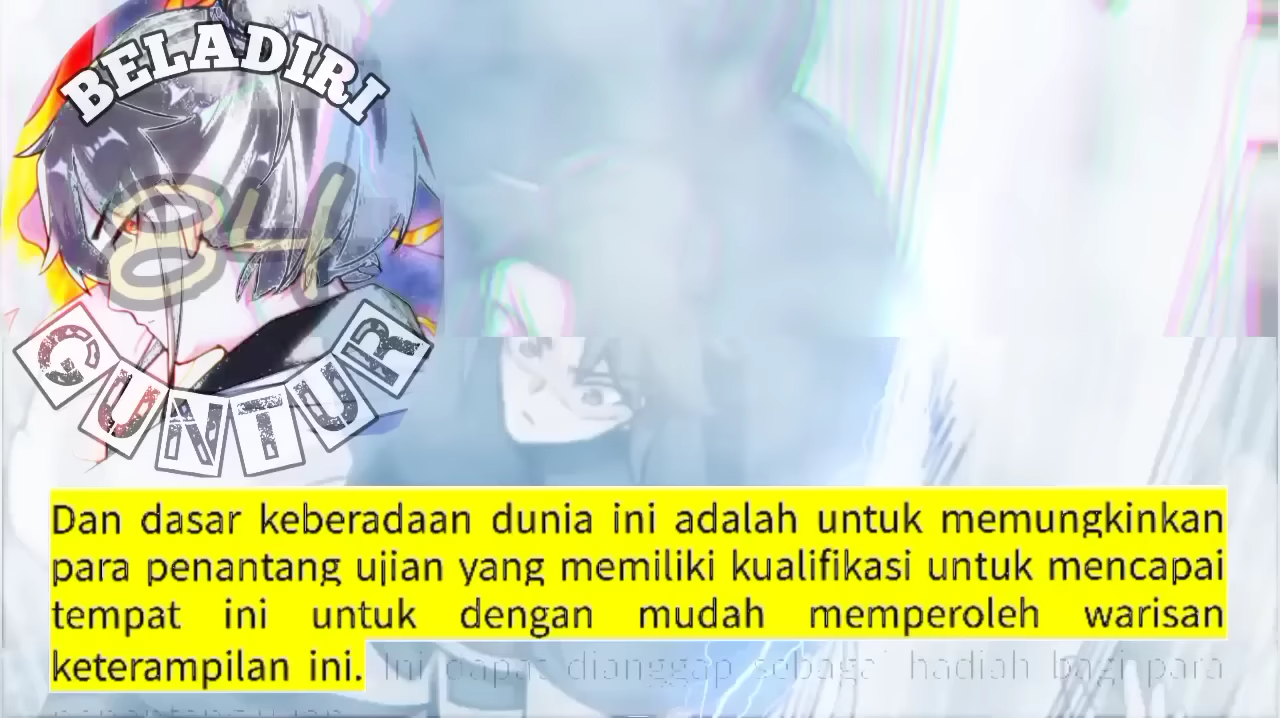 BELADIRI
84
GUNTUR
Dan dasar keberadaan dunia ini adalah untuk memungkinkan
para penantang ujian yang memiliki kualifikasi untuk mencapai
tempat ini untuk dengan mudah memperoleh warisan
keterampilan ini. Ini dapat dianggap sebagai hadiah bagi para